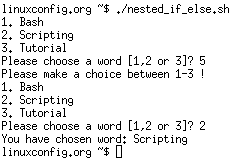 linuxconfig.org ~$ ./nested_if_else.sh
1. Bash
2. Scripting
3. Tutorial
Please choose a word [1,2 or 3]? 5
Please make a choice between 1-3 !
1. Bash
2. Scripting
3. Tutorial
Please choose a word [1,2 or 3]? 2
You have chosen word: Scripting
linuxconfig.org ~$